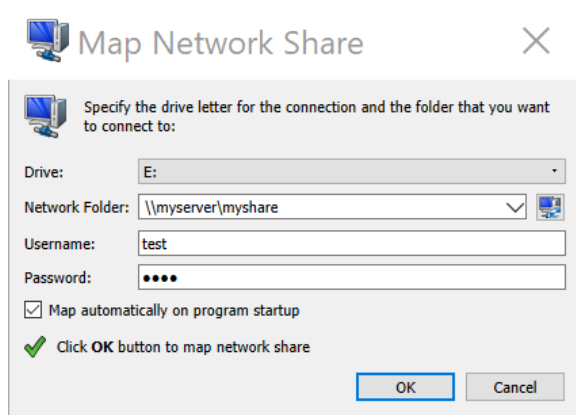 Map Network Share
Specify the drive letter for the connection and the folder that you want
to connect to:
Drive: E:
Network Folder: \\myserver\myshare
Username: test
Password: ●●●●
Map automatically on program startup
Click OK button to map network share
OK Cancel